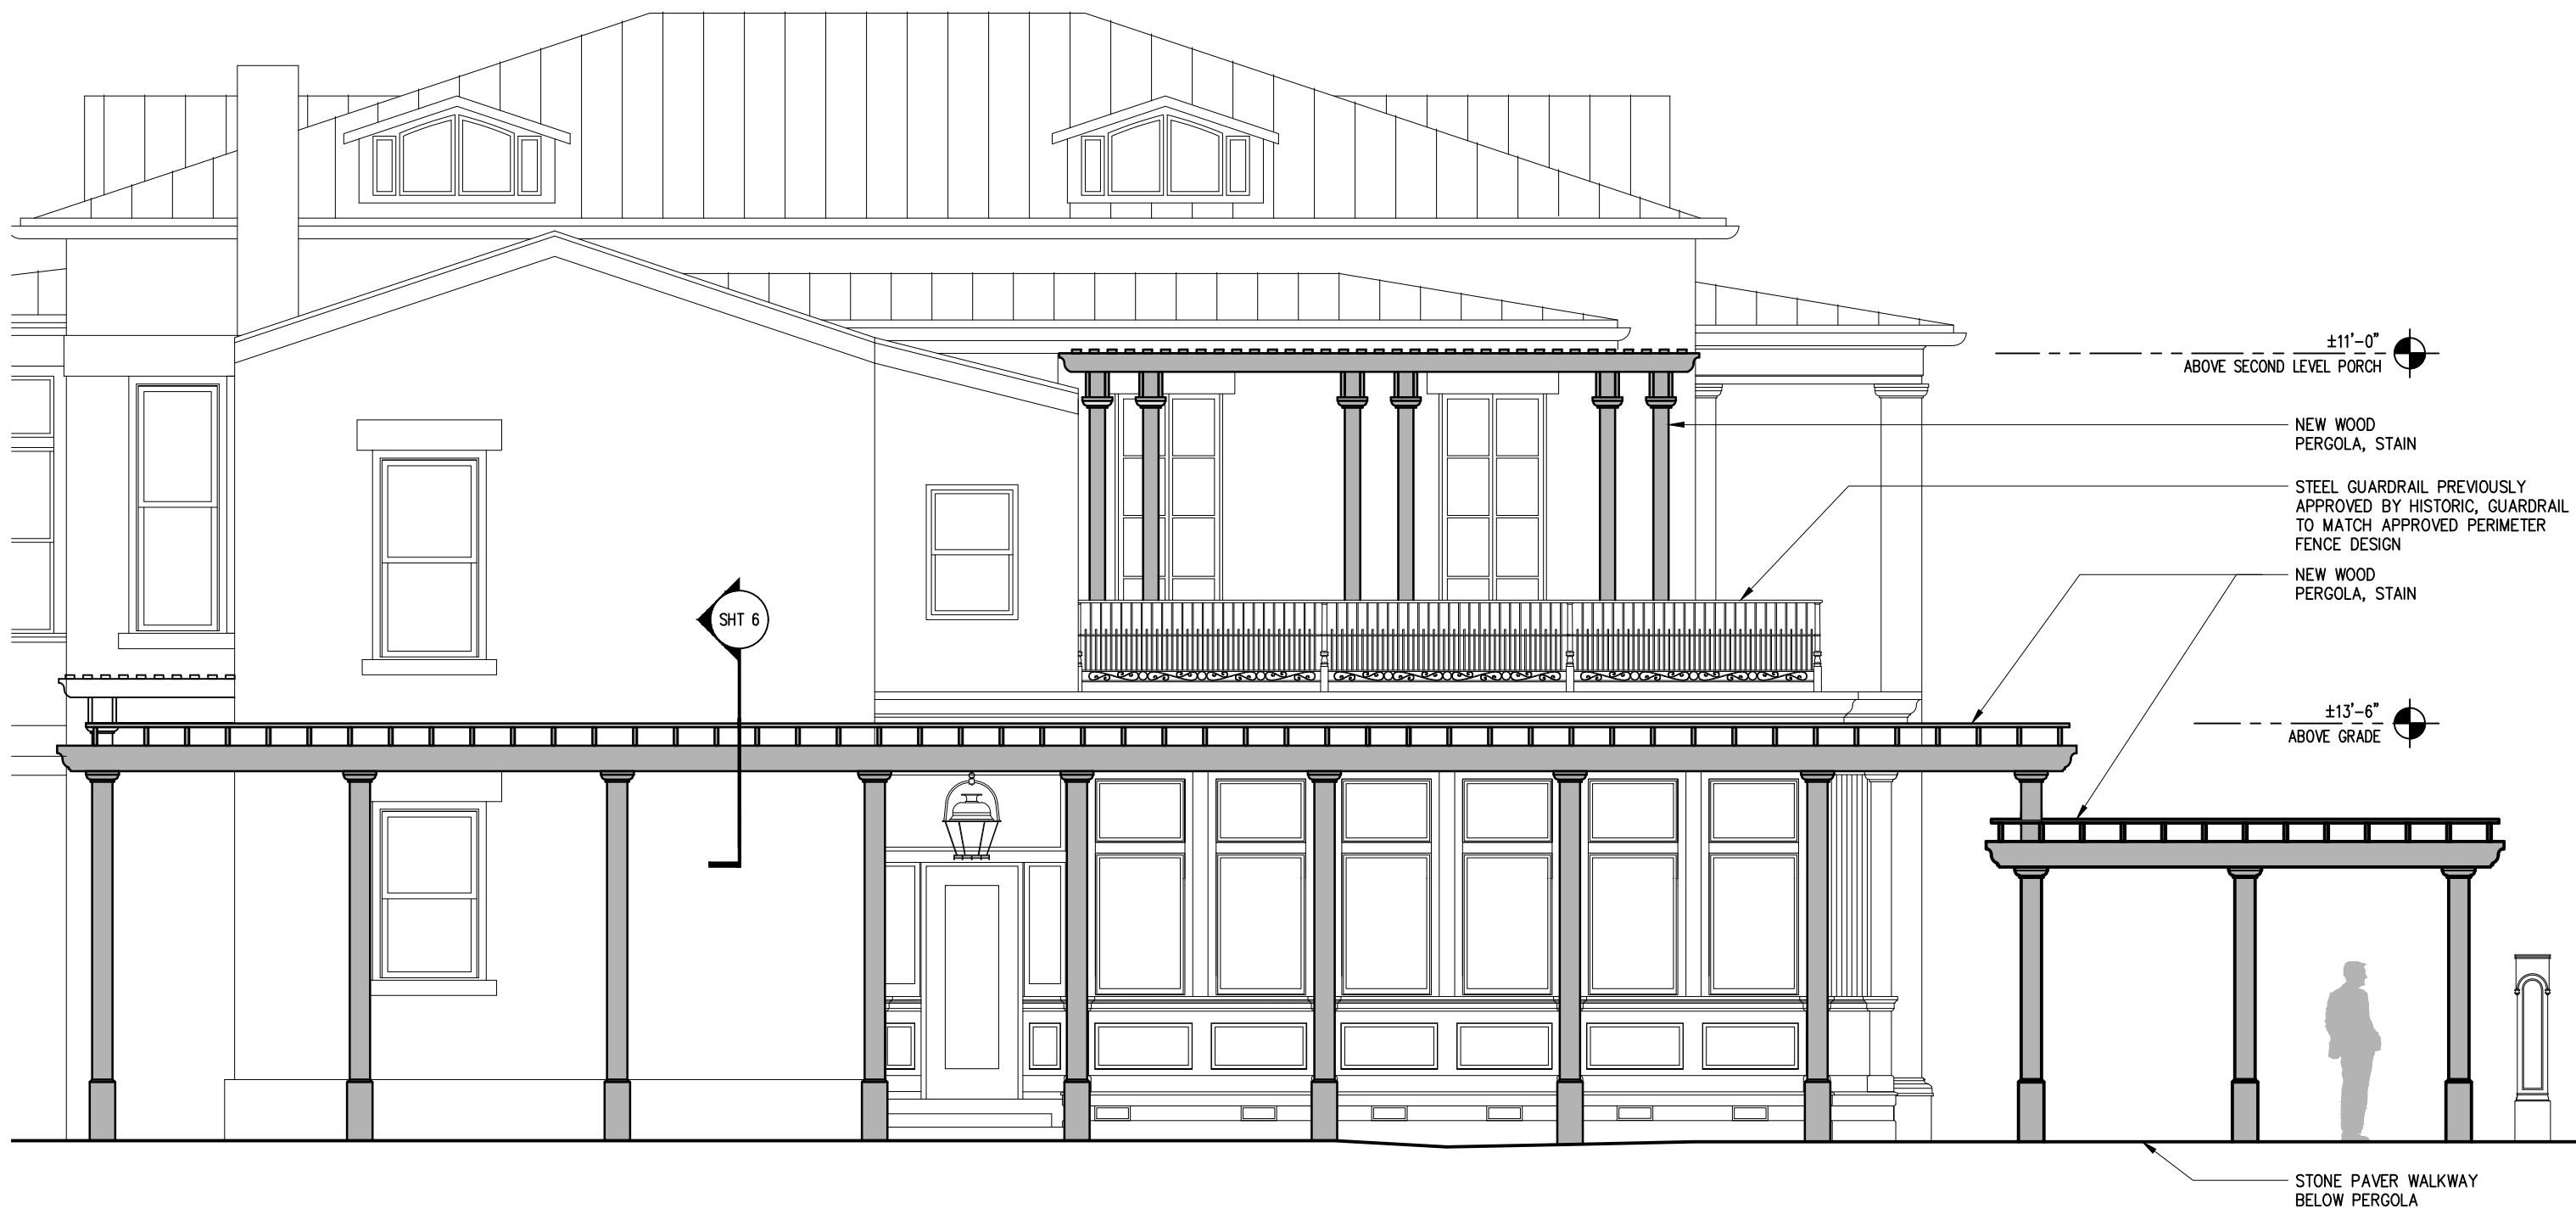 ±11'-0"
ABOVE SECOND LEVEL PORCH
NEW WOOD
PERGOLA, STAIN
STEEL GUARDRAIL PREVIOUSLY
APPROVED BY HISTORIC, GUARDRAIL
TO MATCH APPROVED PERIMETER
FENCE DESIGN
NEW WOOD
PERGOLA, STAIN
SHT 6
±13'-6"
ABOVE GRADE
STONE PAVER WALKWAY
BELOW PERGOLA